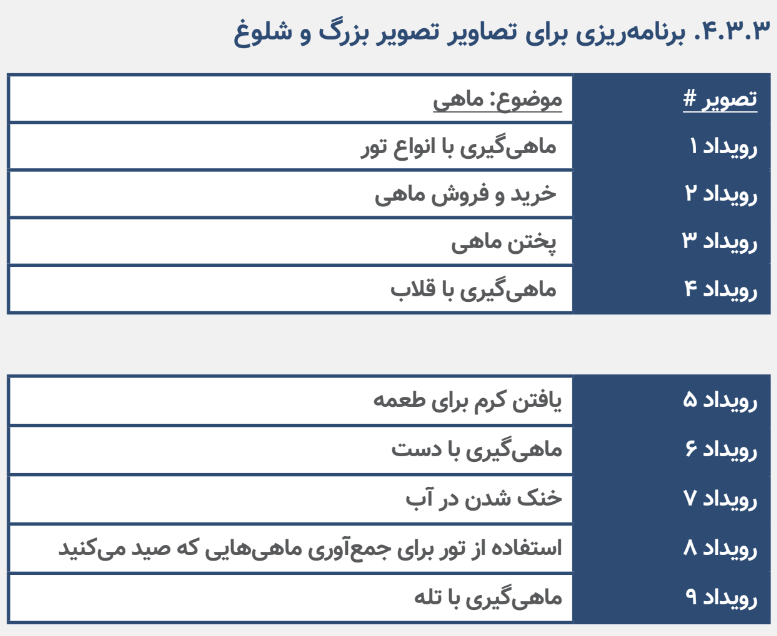 ۴.۳.۳. برنامه‌ریزی برای تصاویر تصویر بزرگ و شلوغ
تصویر # موضوع: ماهی
رویداد ۱ ماهی‌گیری با انواع تور
رویداد ۲ خرید و فروش ماهی
رویداد ۳ پختن ماهی
رویداد ۴ ماهی‌گیری با قلاب
رویداد ۵ یافتن کرم برای طعمه
رویداد ۶ ماهی‌گیری با دست
رویداد ۷ خنک شدن در آب
رویداد ۸ استفاده از تور برای جمع‌آوری ماهی‌هایی که صید می‌کنید
رویداد ۹ ماهی‌گیری با تله